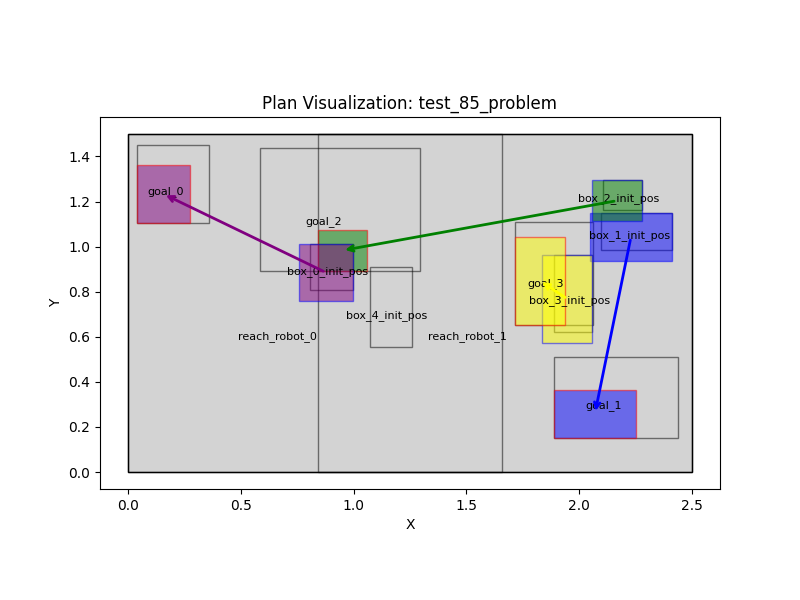 Plan Visualization: test_85_problem
Y
1.4
1.2
1.0
0.8
0.6
0.4
0.2
0.0
goal_0
box_2_init_pos
goal_2
box_1_init_pos
box_0_init_pos
goal_3
box_3_init_pos
box_4_init_pos
reach_robot_0
reach_robot_1
goal_1
0.0 0.5 1.0 1.5 2.0 2.5
X